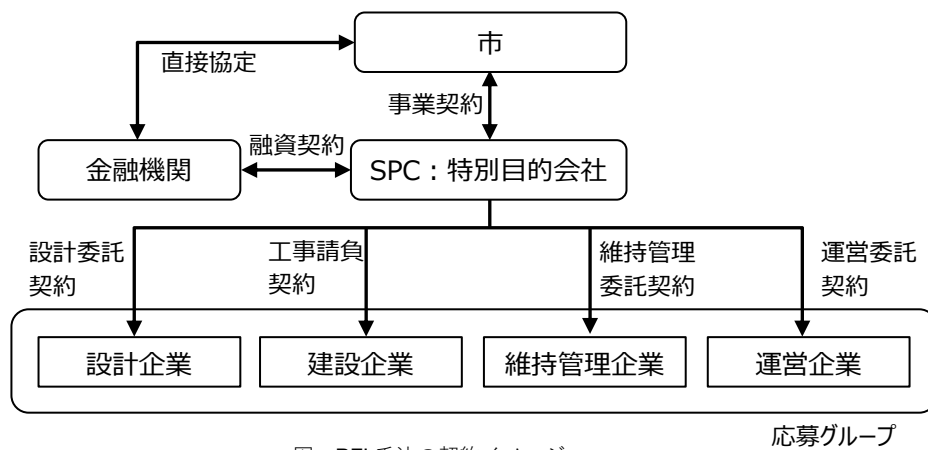 市
直接協定
事業契約
融資契約
金融機関
SPC：特別目的会社
設計委託
契約
工事請負
契約
維持管理
委託契約
運営委託
契約
設計企業
建設企業
維持管理企業
運営企業
応募グループ